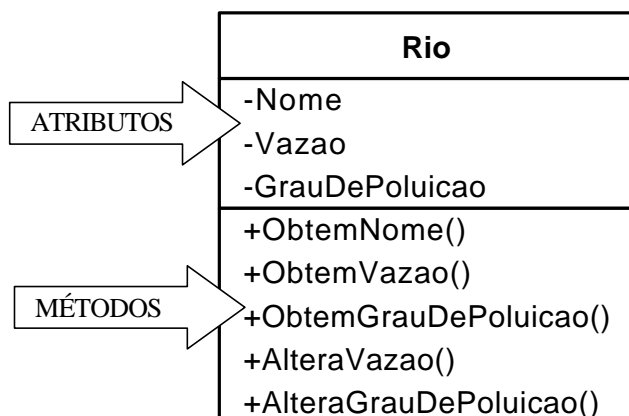 Rio
ATRIBUTOS
-Nome
-Vazao
-GrauDePoluicao
MÉTODOS
+ObtemNome()
+ObtemVazao()
+ObtemGrauDePoluicao()
+AlteraVazao()
+AlteraGrauDePoluicao()